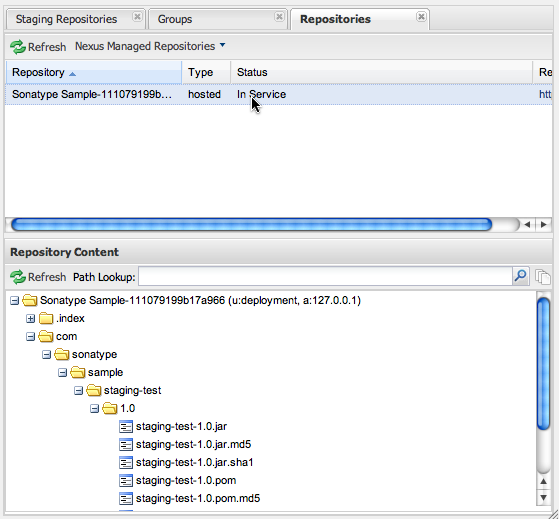 Staging Repositories Groups Repositories
Refresh Nexus Managed Repositories
Repository Type Status Re
Sonatype Sample-111079199b... hosted In Service htt
Repository Content
Refresh Path Lookup:
Sonatype Sample-111079199b17a966 (u:deployment, a:127.0.0.1)
.index
com
sonatype
sample
staging-test
1.0
staging-test-1.0.jar
staging-test-1.0.jar.md5
staging-test-1.0.jar.sha1
staging-test-1.0.pom
staging-test-1.0.pom.md5